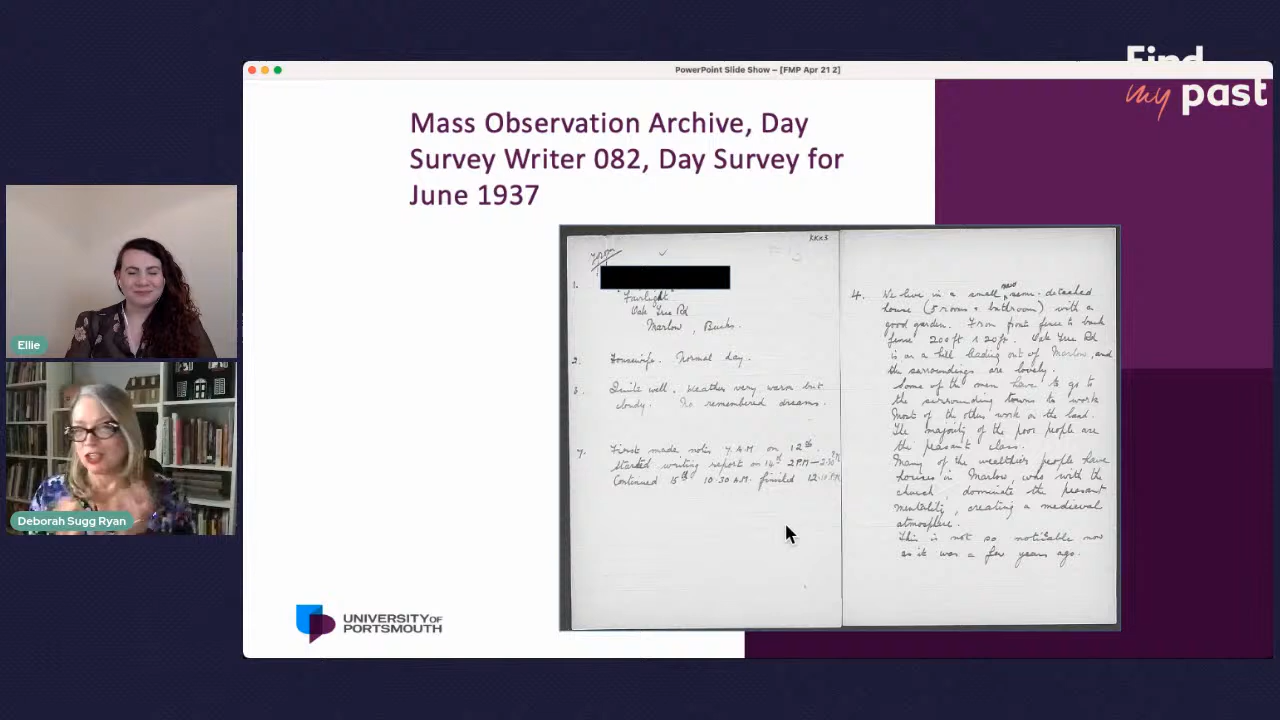 PowerPoint Slide Show – [FMP Apr 21 2]
Find
my past
Mass Observation Archive, Day
Survey Writer 082, Day Survey for
June 1937
From
1.
"Fairlight"
Oak Tree Rd
Marlow, Bucks.
2. Housewife. Normal day.
3. Quite well. Weather very warm but
cloudy. No remembered dreams.
7. First made notes 7 A.M on 12th.
Started writing report on 14th 2 P.M – 3.30 P.M
Continued 15th 10.30 A.M. finished 12.10 P.M.
4. We live in a small new semi-detached
house (5 rooms + bathroom) with a
good garden. From front fence to back
fence 200 ft x 20 ft. Oak Tree Rd
is on a hill leading out of Marlow, and
the surroundings are lovely.
Some of the men have to go to
the surrounding towns to work
Most of the others work on the land.
The majority of the poor people are
the peasant class.
Many of the wealthier people have
houses in Marlow, who with the
church, dominate the peasant
mentality, creating a medieval
atmosphere.
This is not so noticable now
as it was a few years ago.
Ellie
Deborah Sugg Ryan
UNIVERSITY OF
PORTSMOUTH